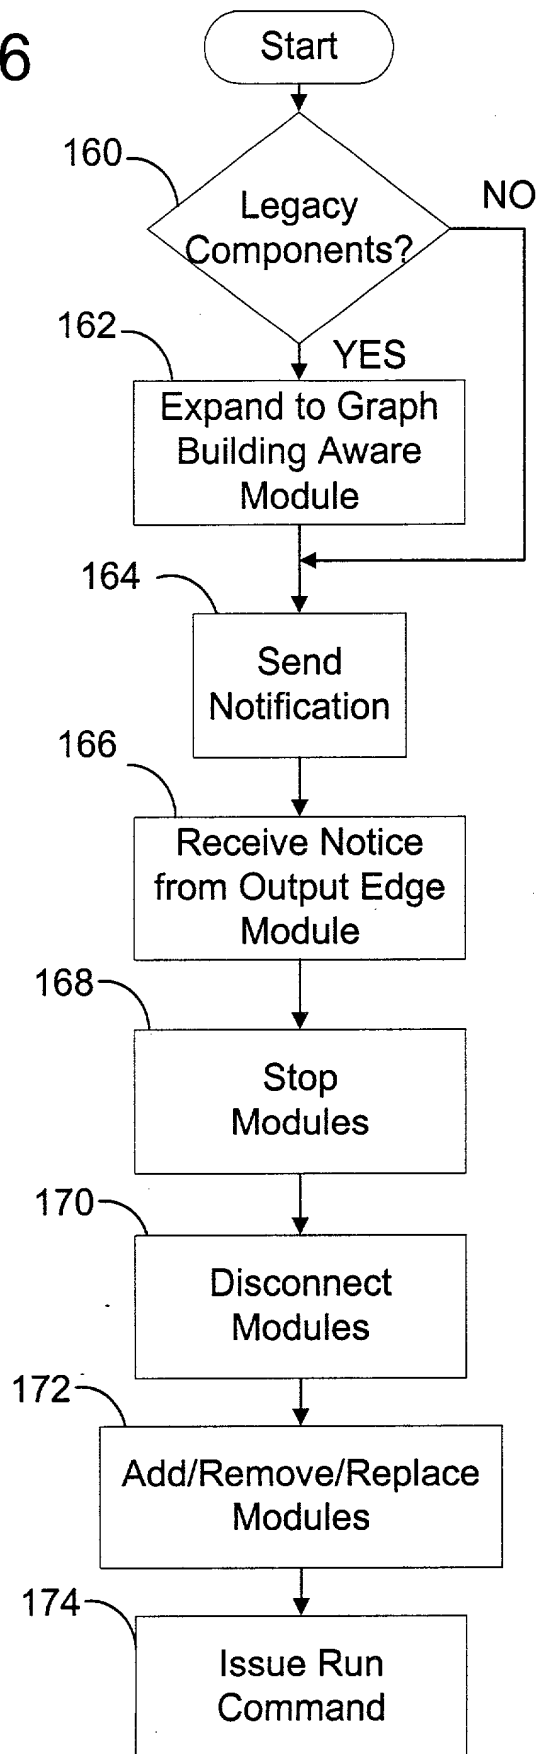 6
Start
160
Legacy
Components?
NO
162
YES
Expand to Graph
Building Aware
Module
164
Send
Notification
166
Receive Notice
from Output Edge
Module
168
Stop
Modules
170
Disconnect
Modules
172
Add/Remove/Replace
Modules
174
Issue Run
Command